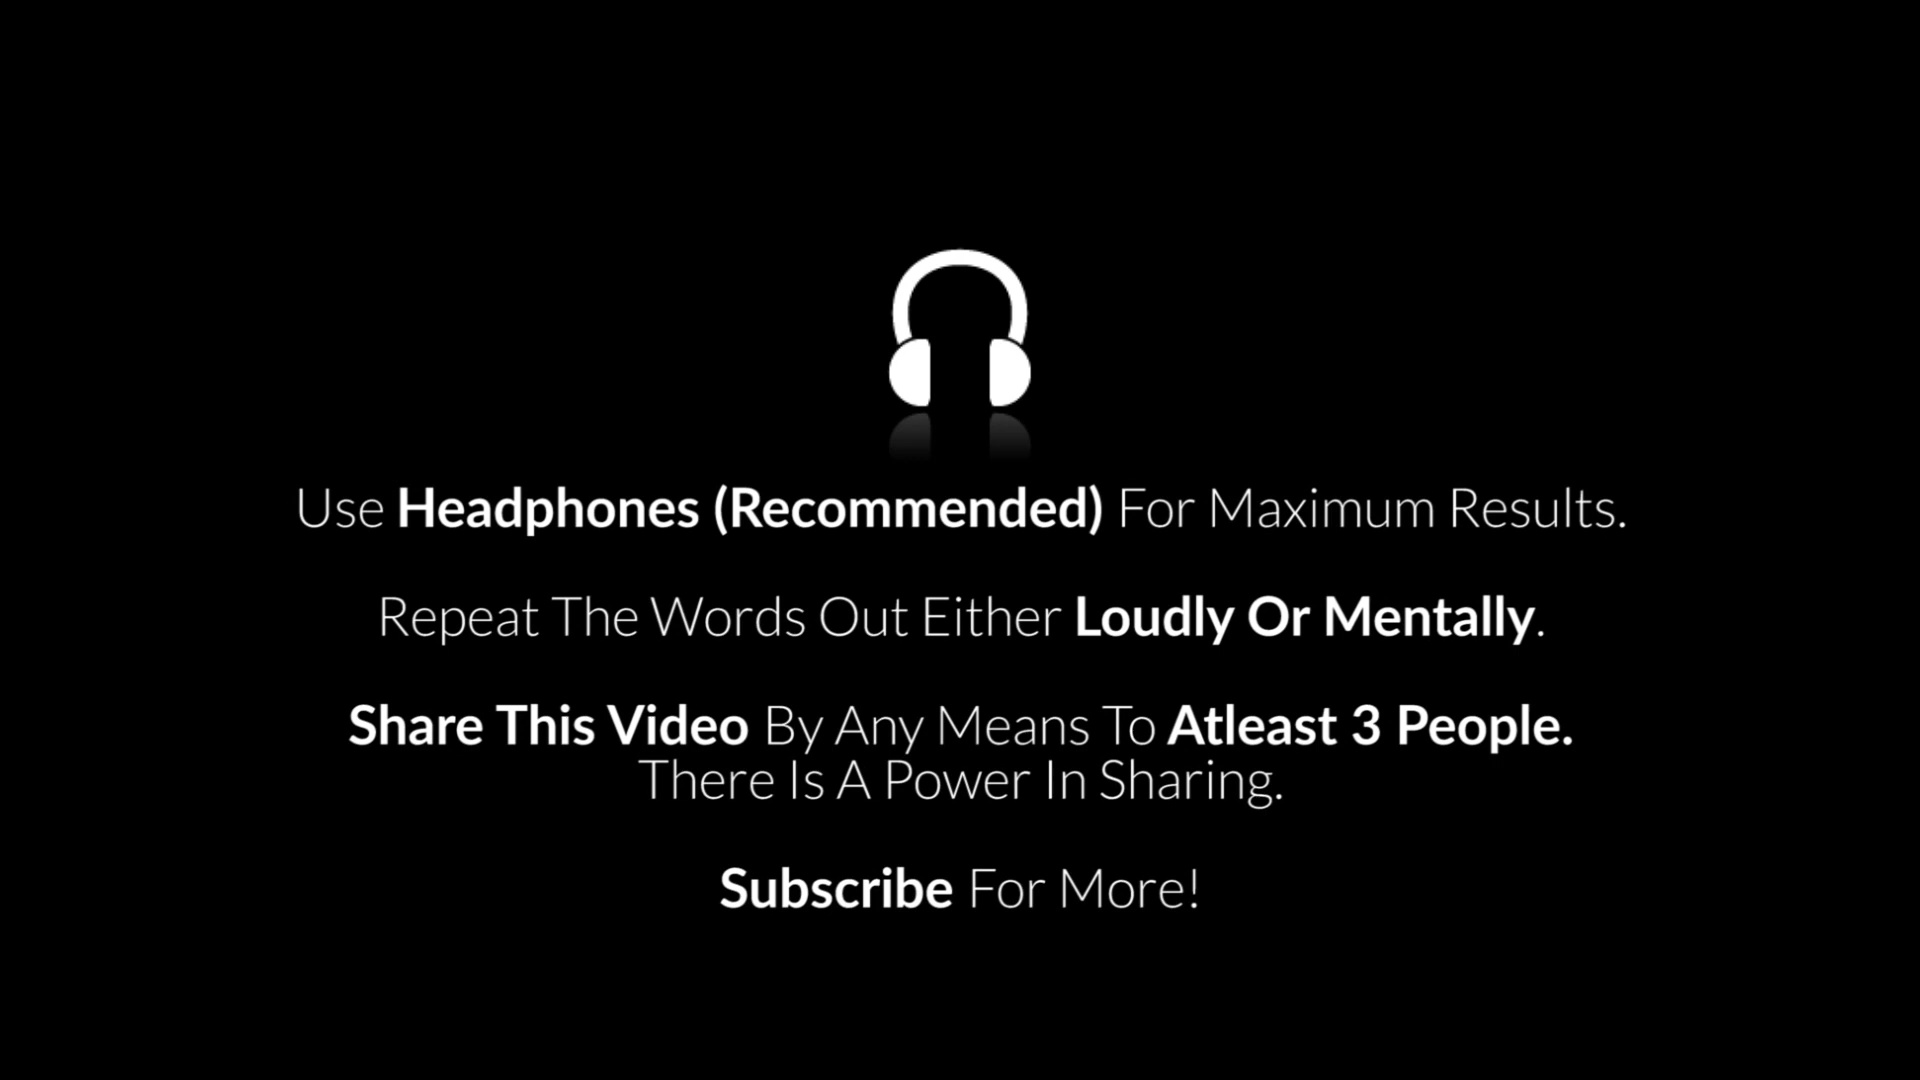 Use Headphones (Recommended) For Maximum Results.
Repeat The Words Out Either Loudly Or Mentally.
Share This Video By Any Means To Atleast 3 People.
There Is A Power In Sharing.
Subscribe For More!